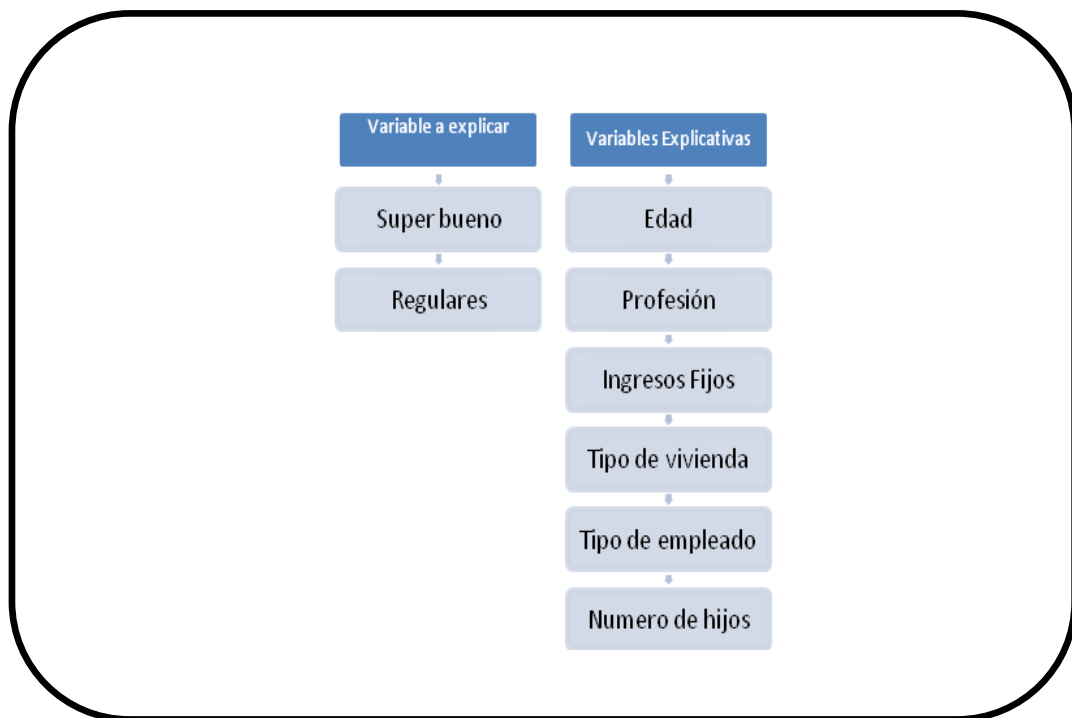 Variable a explicar
Super bueno
Regulares
Variables Explicativas
Edad
Profesión
Ingresos Fijos
Tipo de vivienda
Tipo de empleado
Numero de hijos